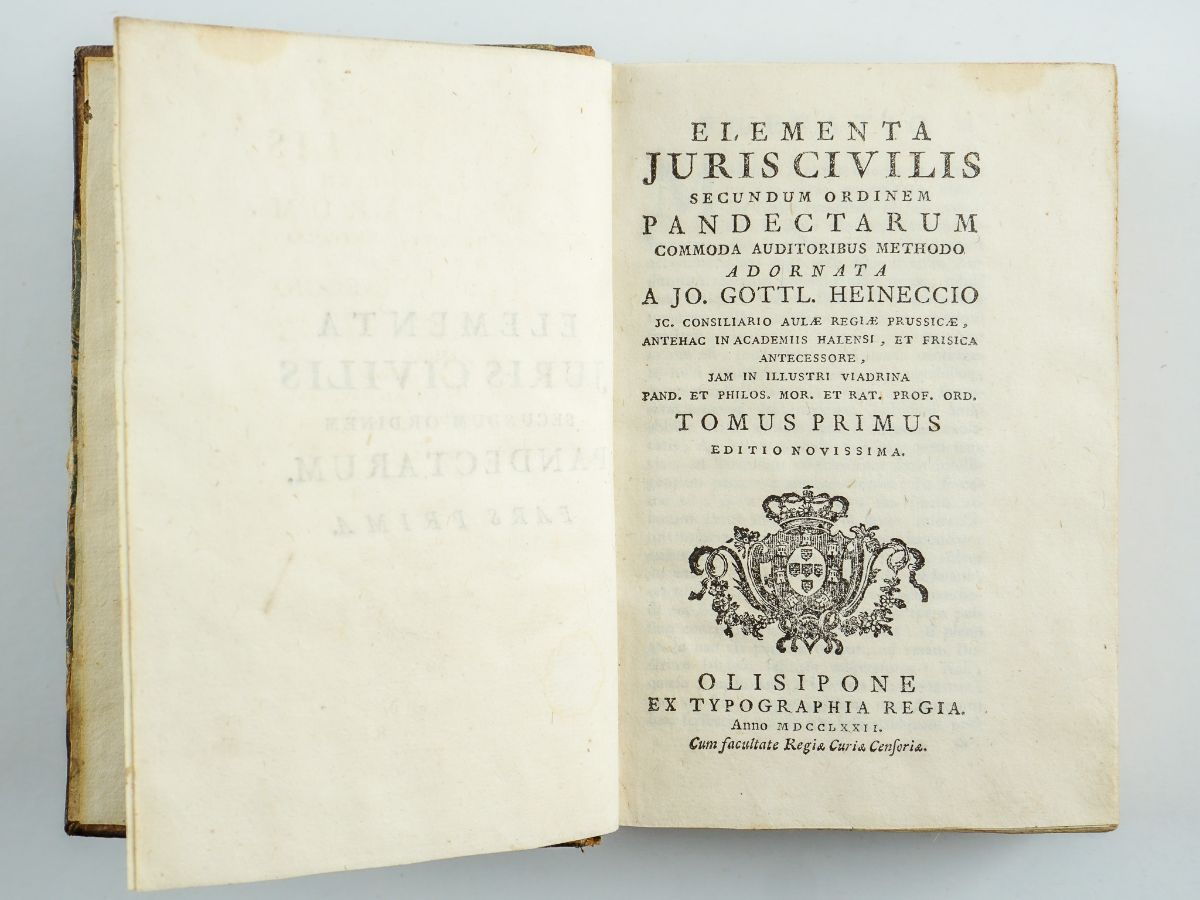 ELEMENTA
JURIS CIVILIS
SECUNDUM ORDINEM
PANDECTARUM
COMMODA AUDITORIBUS METHODO
ADORNATA
A JO. GOTTL. HEINECCIO
JC. CONSILIARIO AULÆ REGIÆ PRUSSICÆ,
ANTEHAC IN ACADEMIIS HALENSI, ET FRISICA
ANTECESSORE,
JAM IN ILLUSTRI VIADRINA
PAND. ET PHILOS. MOR. ET RAT. PROF. ORD.
TOMUS PRIMUS
EDITIO NOVISSIMA.
OLISIPONE
EX TYPOGRAPHIA REGIA.
Anno MDCCLXXII.
Cum facultate Regiæ Curiæ Cenſoriæ.